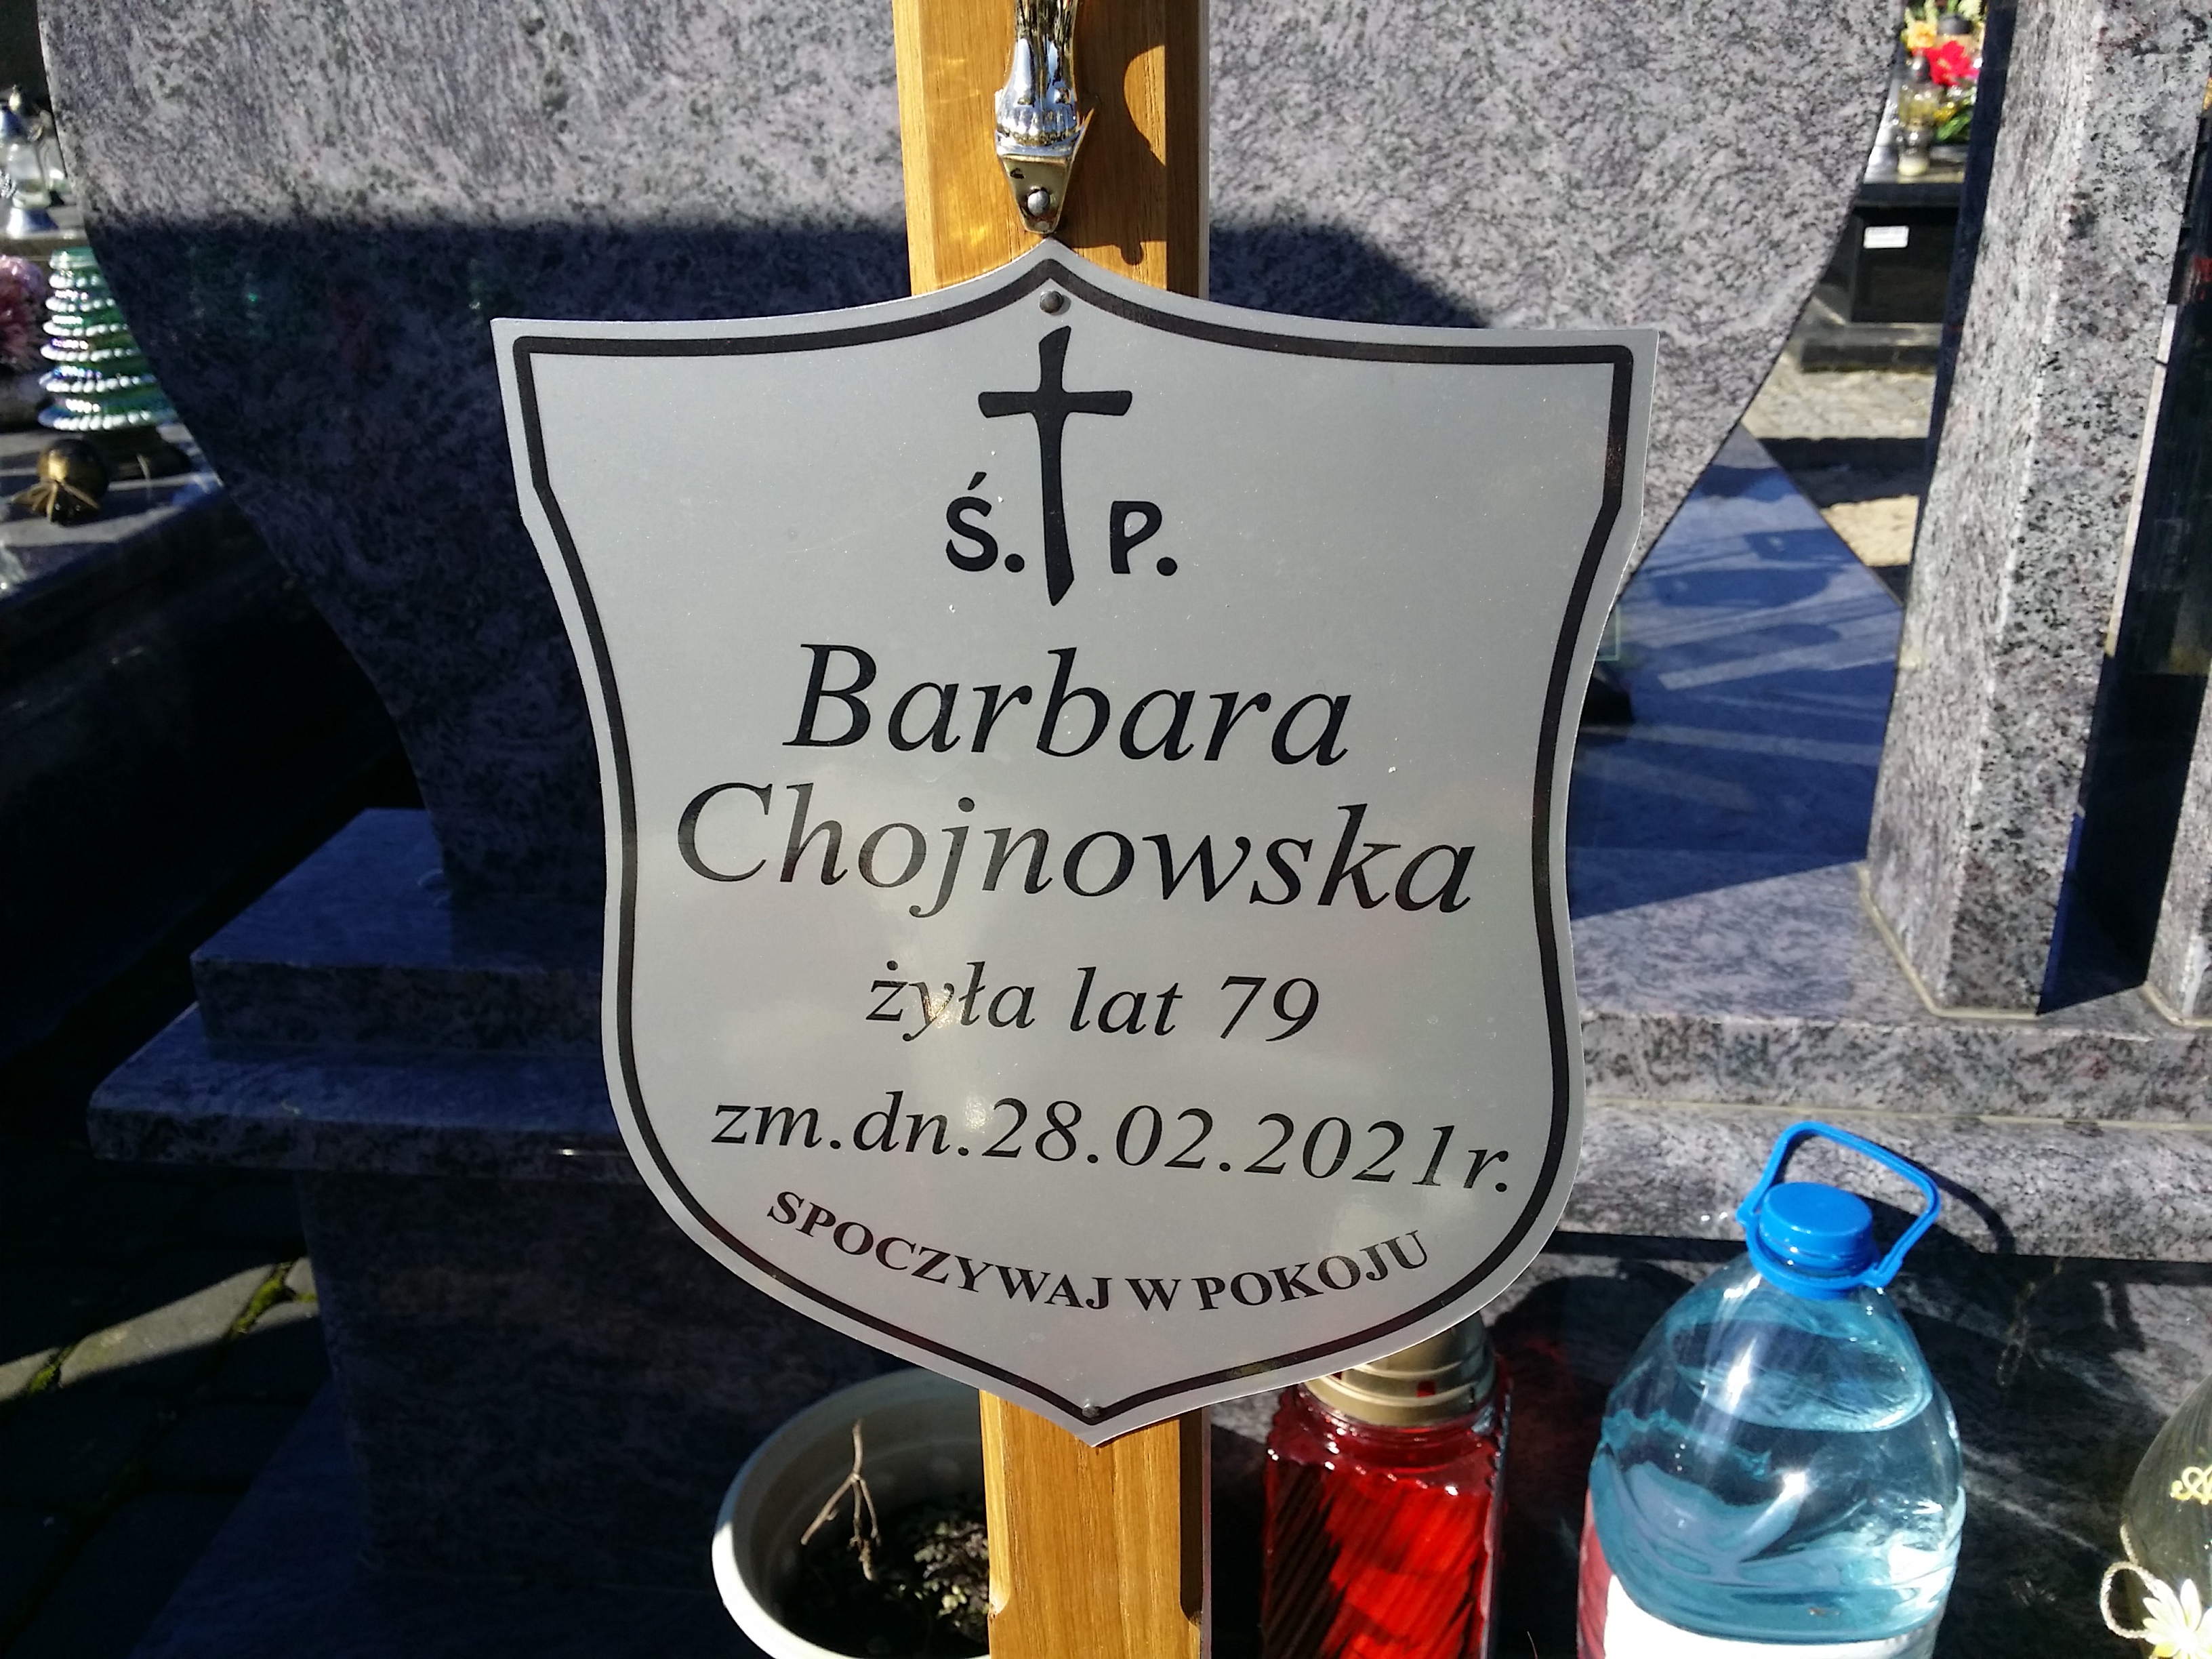 Ś. P.
Barbara
Chojnowska
żyła lat 79
zm.dn.28.02.2021r.
SPOCZYWAJ W POKOJU